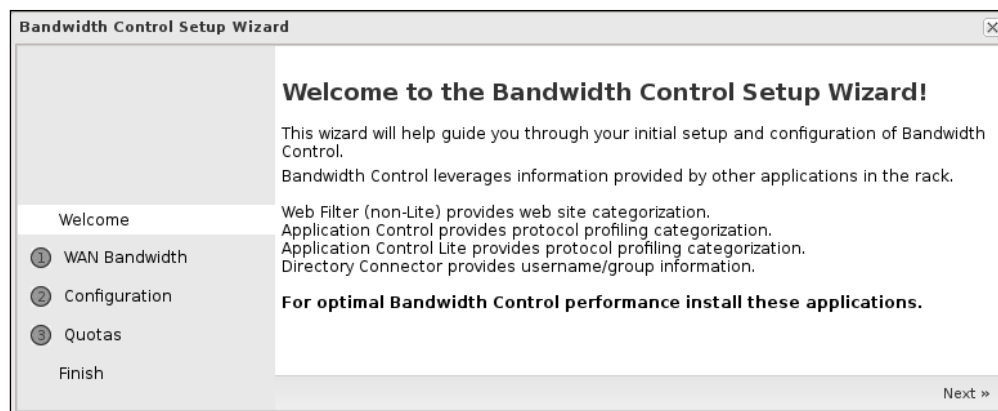 Bandwidth Control Setup Wizard
Welcome to the Bandwidth Control Setup Wizard!
This wizard will help guide you through your initial setup and configuration of Bandwidth
Control.
Bandwidth Control leverages information provided by other applications in the rack.
Web Filter (non-Lite) provides web site categorization.
Application Control provides protocol profiling categorization.
Application Control Lite provides protocol profiling categorization.
Directory Connector provides username/group information.
For optimal Bandwidth Control performance install these applications.
Welcome
1 WAN Bandwidth
2 Configuration
3 Quotas
Finish
Next »